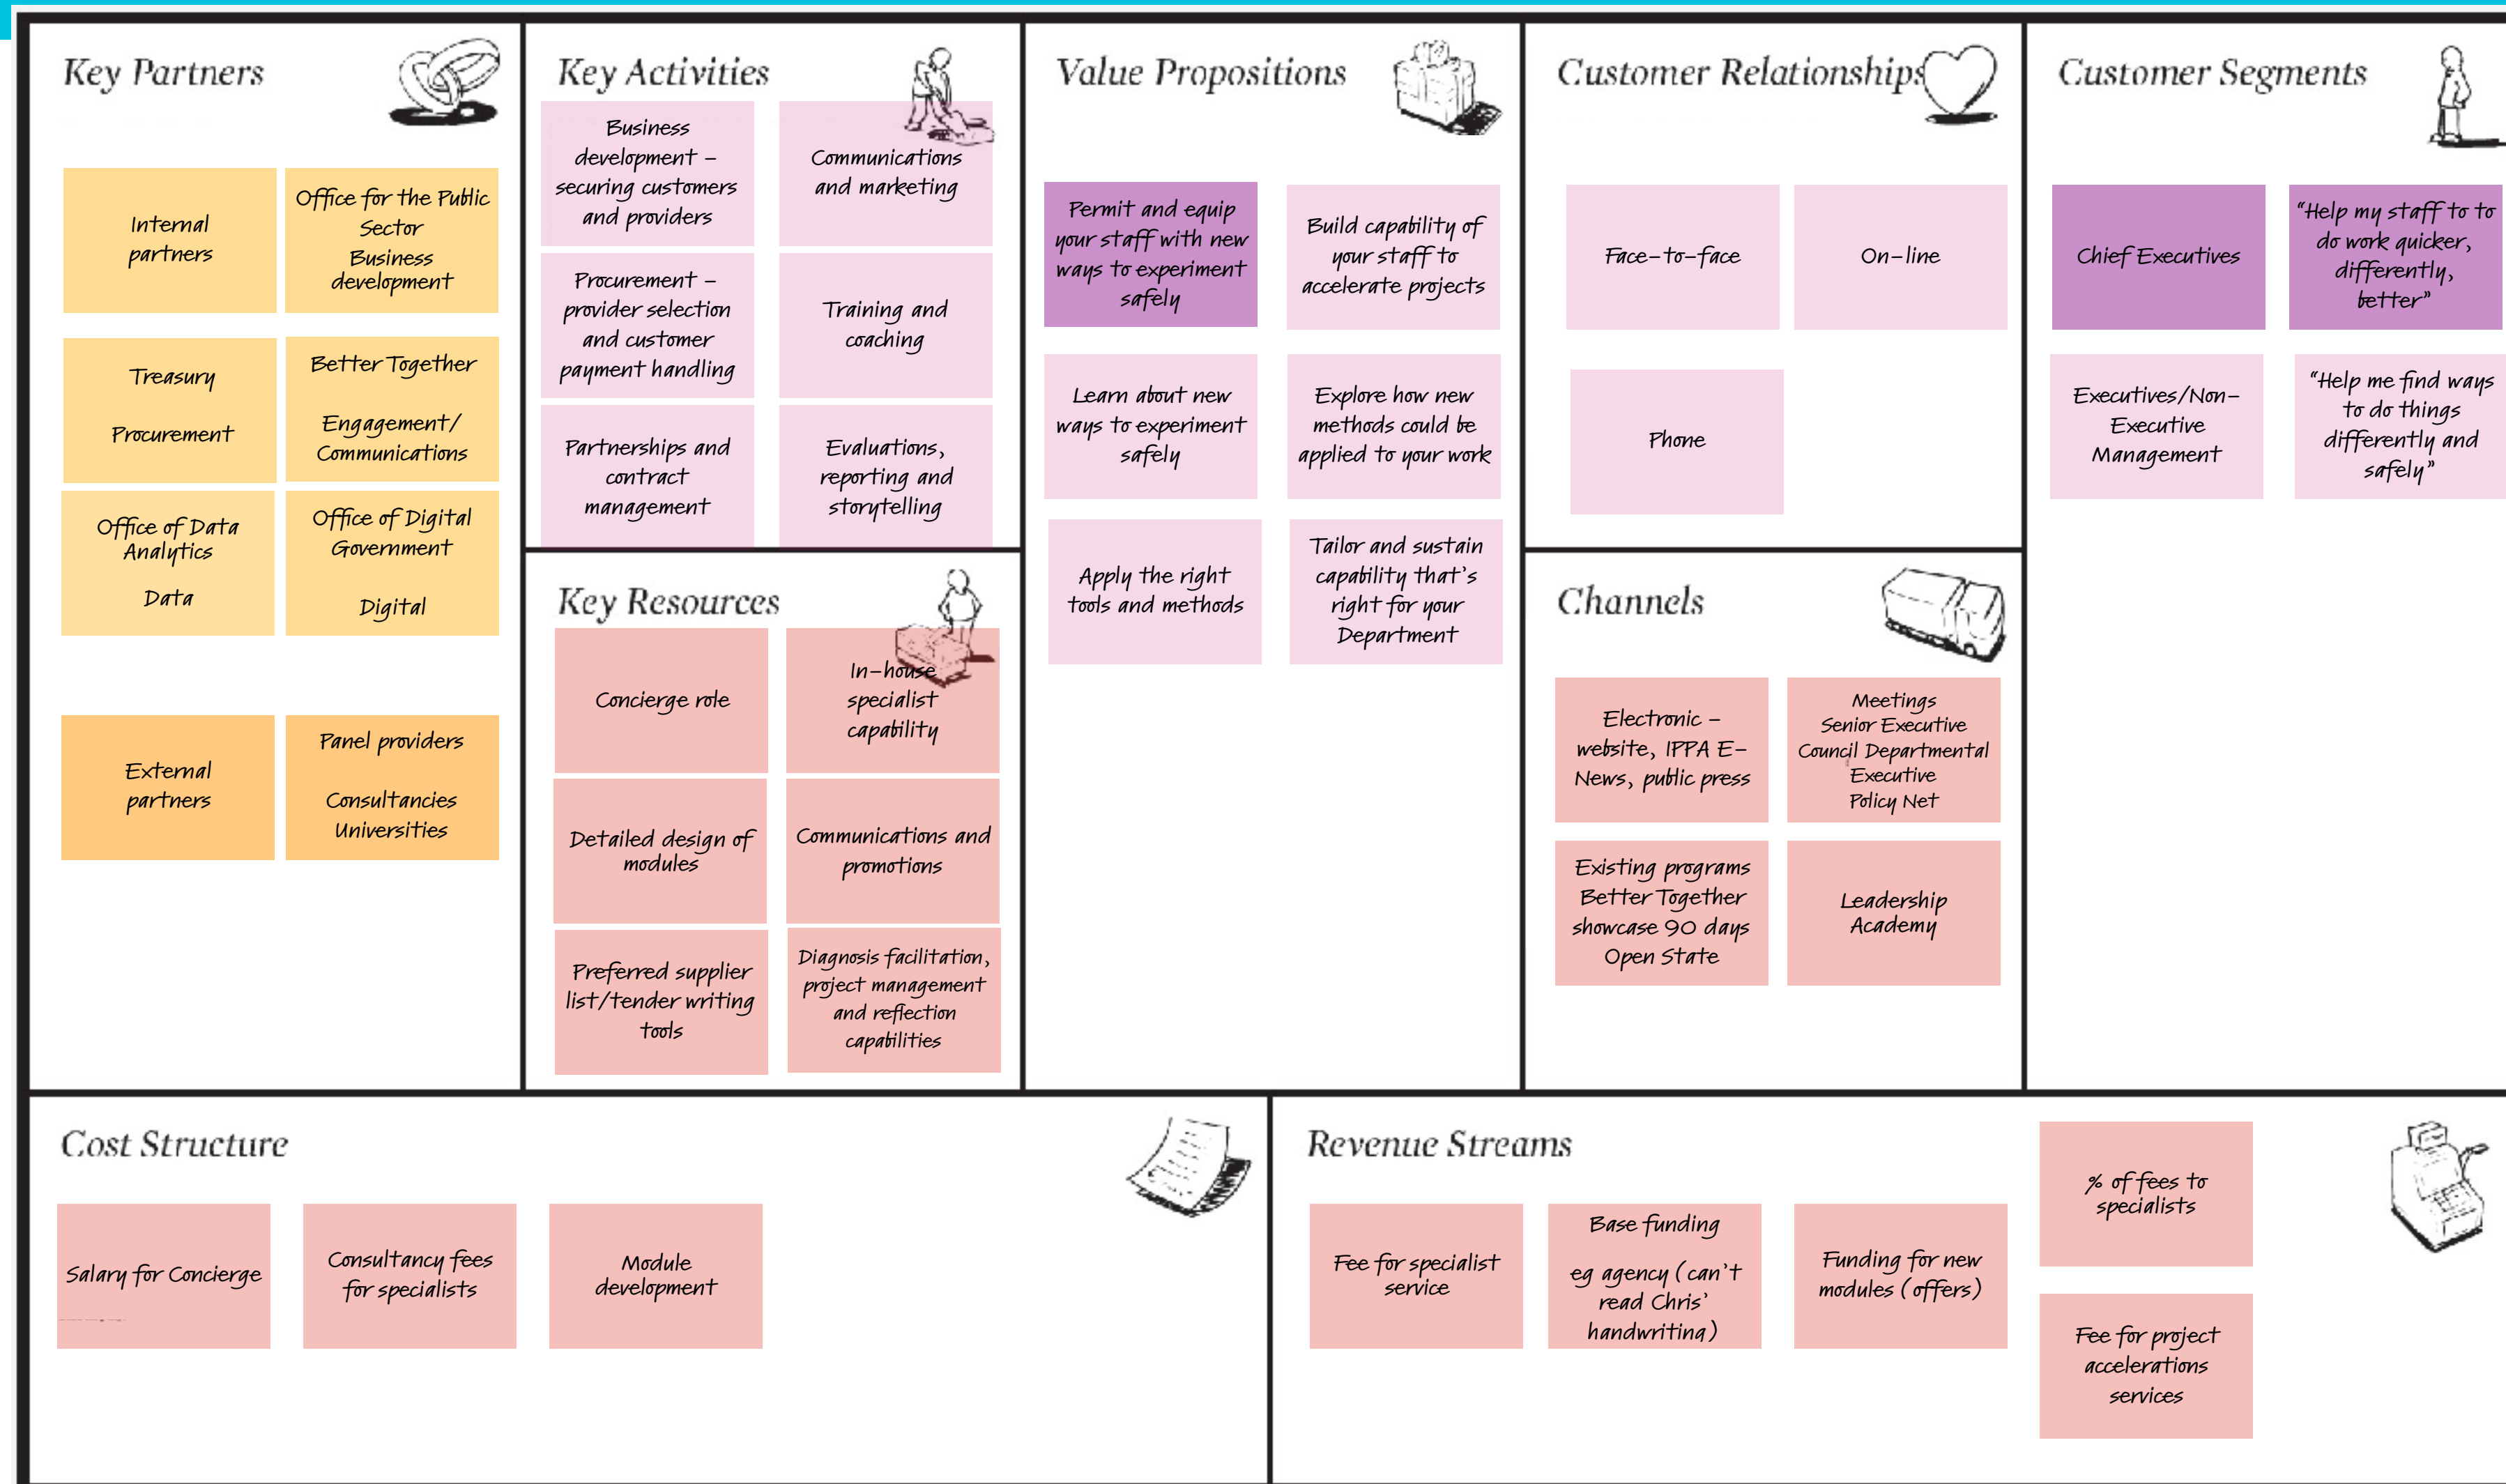 Key Partners
Internal
partners
Office for the Public
Sector
Business
development
Treasury
Procurement
Better Together
Engagement/
Communications
Office of Data
Analytics
Data
Office of Digital
Government
Digital
External
partners
Panel providers
Consultancies
Universities
Key Activities
Business
development –
securing customers
and providers
Communications
and marketing
Procurement –
provider selection
and customer
payment handling
Training and
coaching
Partnerships and
contract
management
Evaluations,
reporting and
storytelling
Key Resources
Concierge role
In-house
specialist
capability
Detailed design of
modules
Communications and
promotions
Preferred supplier
list/tender writing
tools
Diagnosis facilitation,
project management
and reflection
capabilities
Value Propositions
Permit and equip
your staff with new
ways to experiment
safely
Build capability of
your staff to
accelerate projects
Learn about new
ways to experiment
safely
Explore how new
methods could be
applied to your work
Apply the right
tools and methods
Tailor and sustain
capability that's
right for your
Department
Customer Relationships
Face-to-face
On-line
Phone
Channels
Electronic –
website, IPPA E-
News, public press
Meetings
Senior Executive
Council Departmental
Executive
Policy Net
Existing programs
Better Together
showcase 90 days
Open State
Leadership
Academy
Customer Segments
Chief Executives
“Help my staff to to
do work quicker,
differently,
better”
Executives/Non-
Executive
Management
“Help me find ways
to do things
differently and
safely”
Cost Structure
Salary for Concierge
Consultancy fees
for specialists
Module
development
Revenue Streams
Fee for specialist
service
Base funding
eg agency (can't
read Chris'
handwriting)
Funding for new
modules (offers)
% of fees to
specialists
Fee for project
accelerations
services